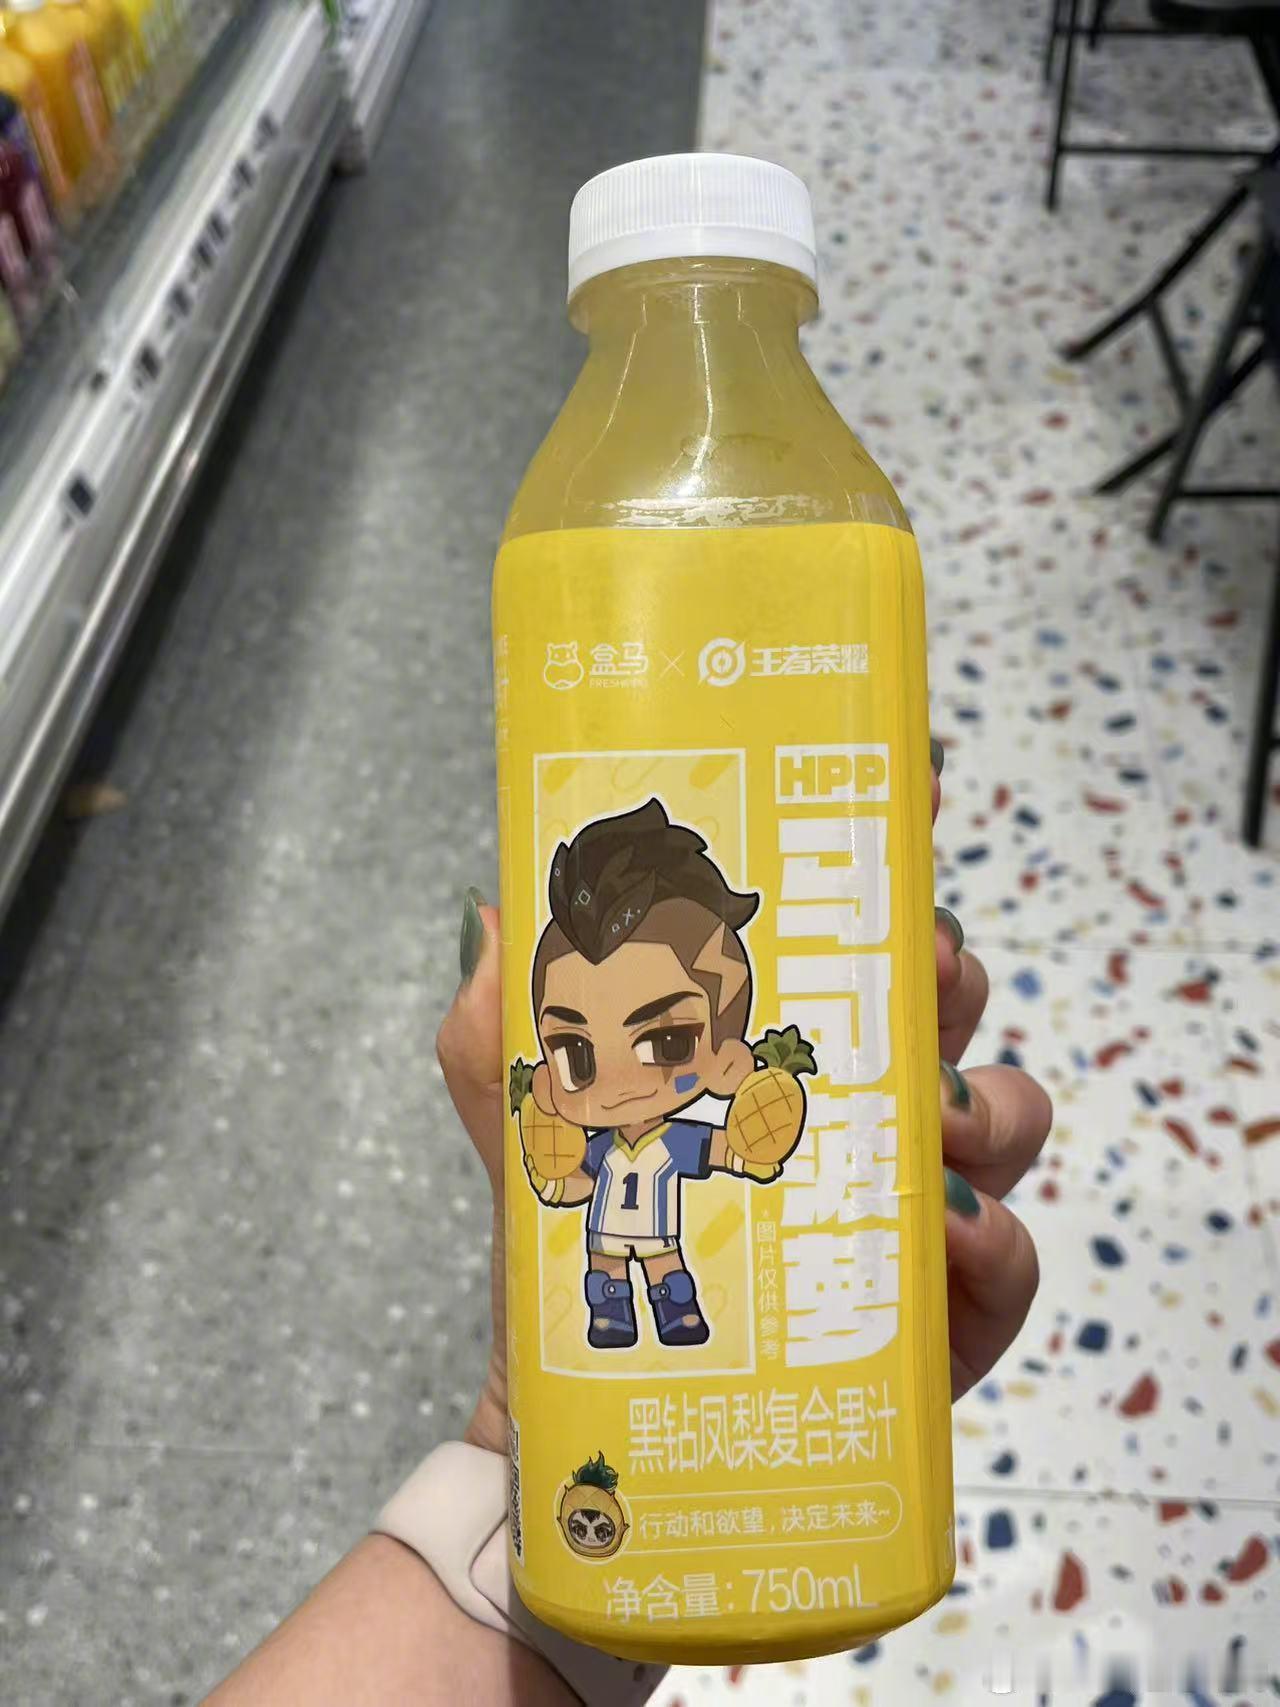 盒马 × 王者荣耀
FRESHIPPO
HPP
马可菠萝
1
*图片仅供参考
黑钻凤梨复合果汁
行动和欲望,决定未来~
净含量:750mL